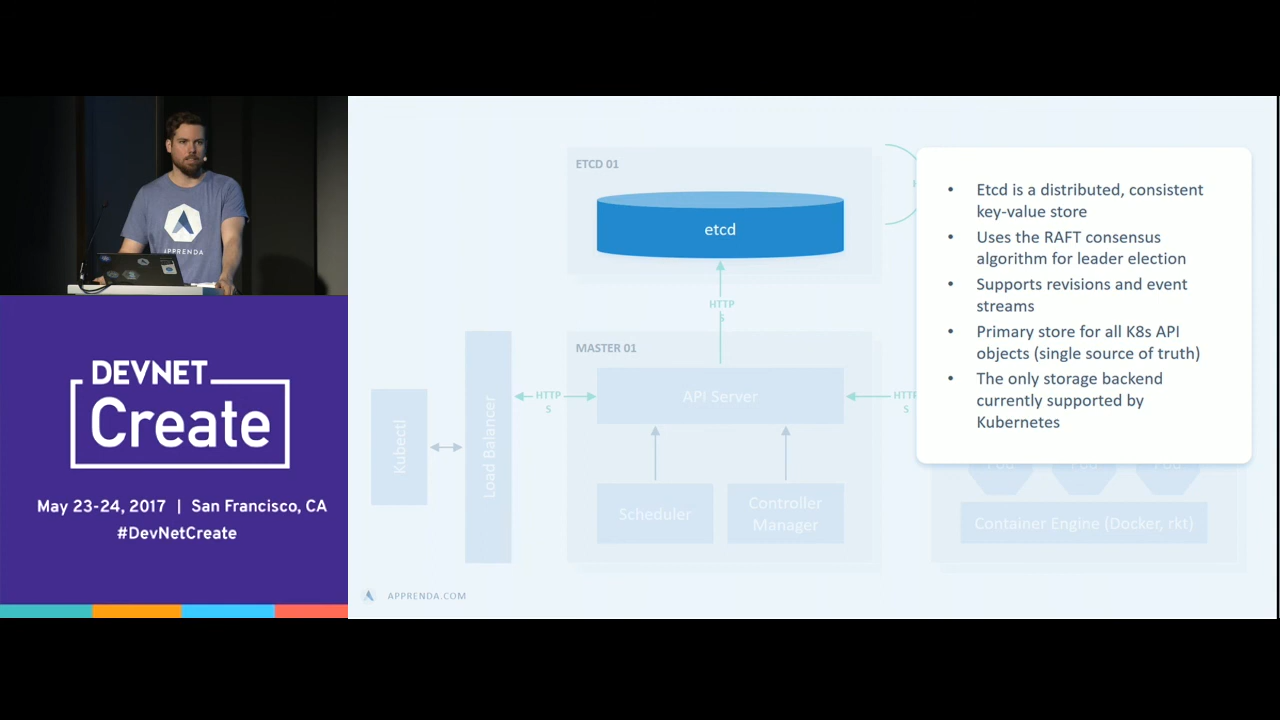 APPRENDA
DEVNET
Create
May 23-24, 2017 | San Francisco, CA
#DevNetCreate
ETCD 01
etcd
HTTP
S
MASTER 01
API Server
HTTP
S
HTTP
S
Kubectl
Load Balancer
Scheduler
Controller
Manager
Container Engine (Docker, rkt)
• Etcd is a distributed, consistent
key-value store
• Uses the RAFT consensus
algorithm for leader election
• Supports revisions and event
streams
• Primary store for all K8s API
objects (single source of truth)
• The only storage backend
currently supported by
Kubernetes
APPRENDA.COM